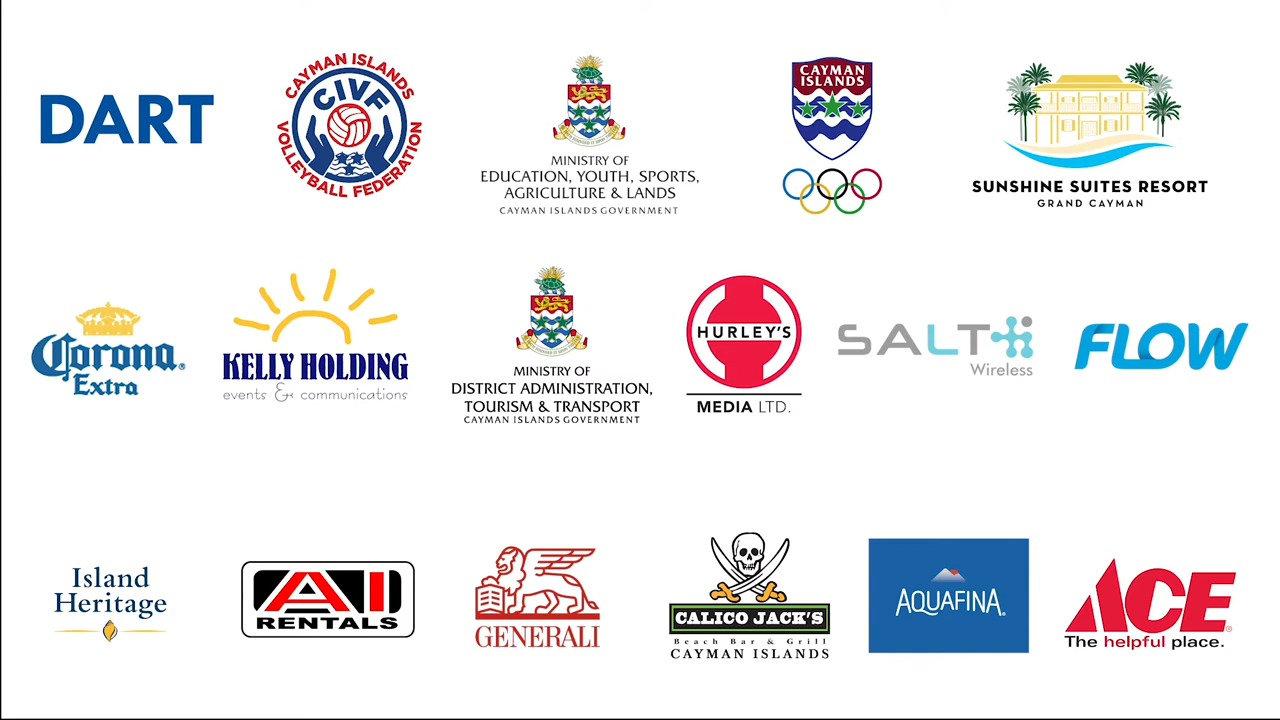 DART
CAYMAN ISLANDS
CIVF
VOLLEYBALL FEDERATION
MINISTRY OF
EDUCATION, YOUTH, SPORTS,
AGRICULTURE & LANDS
CAYMAN ISLANDS GOVERNMENT
CAYMAN
ISLANDS
SUNSHINE SUITES RESORT
GRAND CAYMAN
Corona®
Extra
KELLY HOLDING
events & communications
MINISTRY OF
DISTRICT ADMINISTRATION,
TOURISM & TRANSPORT
CAYMAN ISLANDS GOVERNMENT
HURLEY'S
MEDIA LTD.
SALT
Wireless
FLOW
Island
Heritage
AI
RENTALS
GENERALI
CALICO JACK'S
Beach Bar & Grill
CAYMAN ISLANDS
AQUAFINA
ACE®
The helpful place.